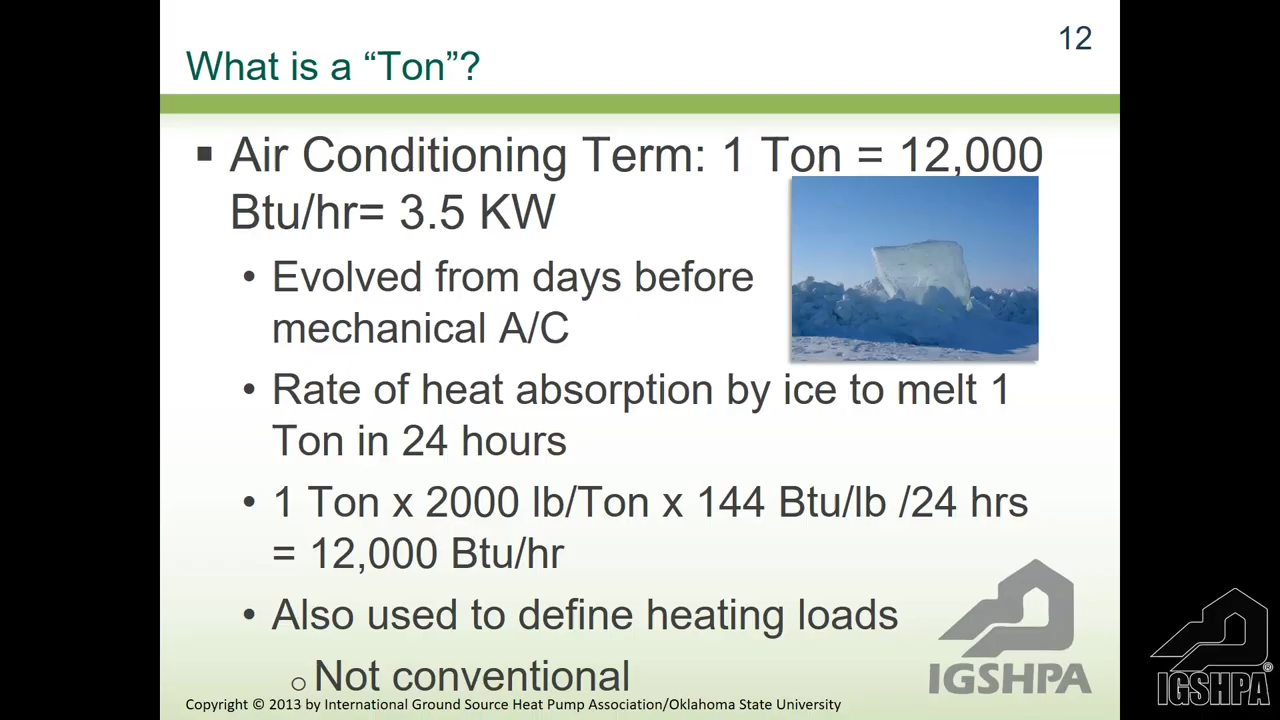 12
What is a “Ton”?
▪ Air Conditioning Term: 1 Ton = 12,000
Btu/hr= 3.5 KW
• Evolved from days before
mechanical A/C
• Rate of heat absorption by ice to melt 1
Ton in 24 hours
• 1 Ton x 2000 lb/Ton x 144 Btu/lb /24 hrs
= 12,000 Btu/hr
• Also used to define heating loads
o Not conventional
IGSHPA
Copyright © 2013 by International Ground Source Heat Pump Association/Oklahoma State University
IGSHPA®